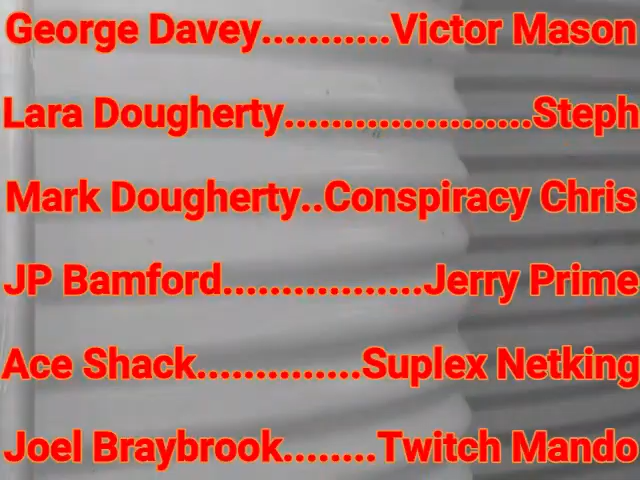 George Davey...........Victor Mason
Lara Dougherty.....................Steph
Mark Dougherty..Conspiracy Chris
JP Bamford.................Jerry Prime
Ace Shack..............Suplex Netking
Joel Braybrook........Twitch Mando